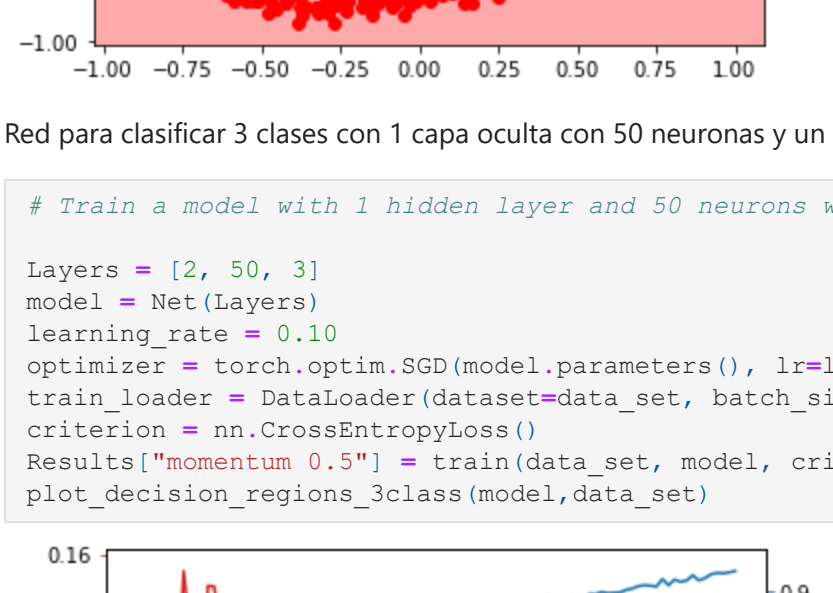 −1.00
−1.00 −0.75 −0.50 −0.25 0.00 0.25 0.50 0.75 1.00
Red para clasificar 3 clases con 1 capa oculta con 50 neuronas y un
# Train a model with 1 hidden layer and 50 neurons
Layers = [2, 50, 3]
model = Net(Layers)
learning_rate = 0.10
optimizer = torch.optim.SGD(model.parameters(), lr=
train_loader = DataLoader(dataset=data_set, batch_si
criterion = nn.CrossEntropyLoss()
Results["momentum 0.5"] = train(data_set, model, cri
plot_decision_regions_3class(model,data_set)
0.16
0.9